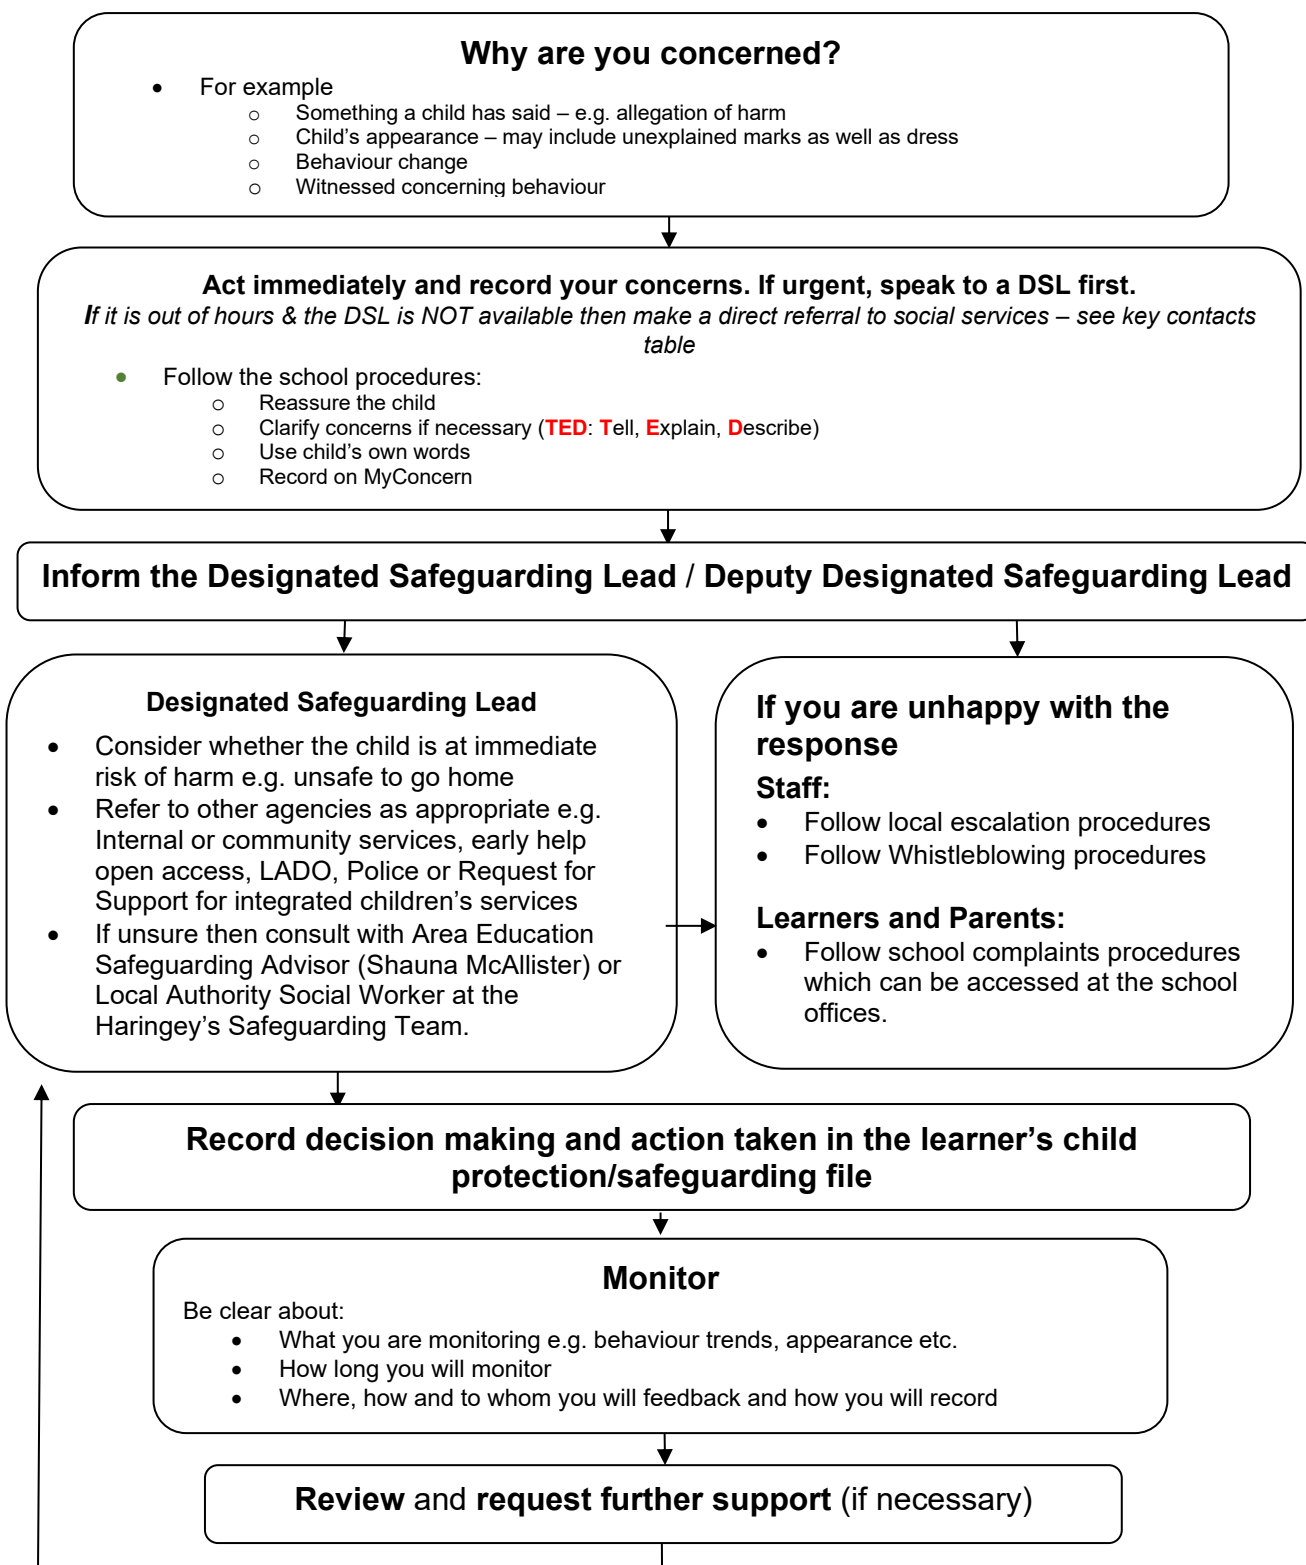 Why are you concerned?
• For example
o Something a child has said – e.g. allegation of harm
o Child's appearance – may include unexplained marks as well as dress
o Behaviour change
o Witnessed concerning behaviour
Act immediately and record your concerns. If urgent, speak to a DSL first.
If it is out of hours & the DSL is NOT available then make a direct referral to social services – see key contacts
table
• Follow the school procedures:
o Reassure the child
o Clarify concerns if necessary (TED: Tell, Explain, Describe)
o Use child's own words
o Record on MyConcern
Inform the Designated Safeguarding Lead / Deputy Designated Safeguarding Lead
Designated Safeguarding Lead
• Consider whether the child is at immediate
risk of harm e.g. unsafe to go home
• Refer to other agencies as appropriate e.g.
Internal or community services, early help
open access, LADO, Police or Request for
Support for integrated children's services
• If unsure then consult with Area Education
Safeguarding Advisor (Shauna McAllister) or
Local Authority Social Worker at the
Haringey's Safeguarding Team.
If you are unhappy with the
response
Staff:
• Follow local escalation procedures
• Follow Whistleblowing procedures
Learners and Parents:
• Follow school complaints procedures
which can be accessed at the school
offices.
Record decision making and action taken in the learner's child
protection/safeguarding file
Monitor
Be clear about:
• What you are monitoring e.g. behaviour trends, appearance etc.
• How long you will monitor
• Where, how and to whom you will feedback and how you will record
Review and request further support (if necessary)